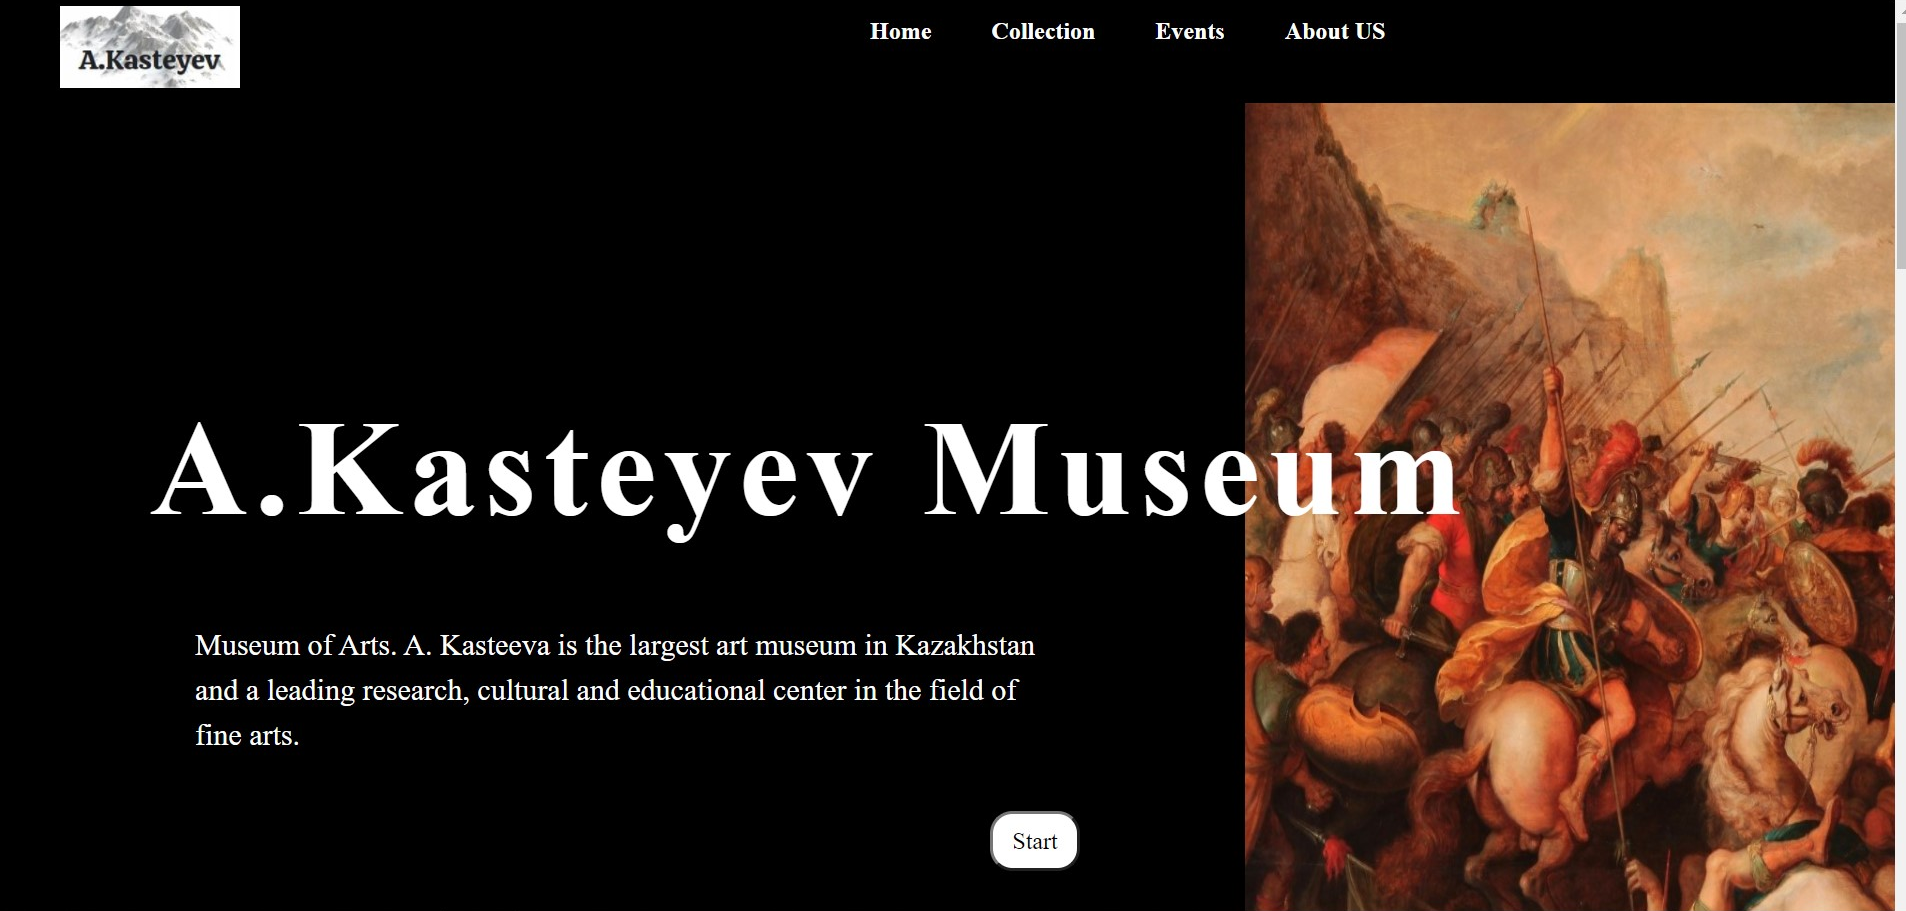 A.Kasteyev
Home Collection Events About US
A.Kasteyev Museum
Museum of Arts. A. Kasteeva is the largest art museum in Kazakhstan
and a leading research, cultural and educational center in the field of
fine arts.
Start